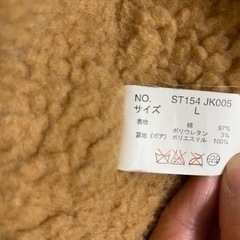 NO. ST154 JK005
サイズ L
表地 綿 97%
ポリウレタン 3%
裏地(ボア) ポリエステル 100%